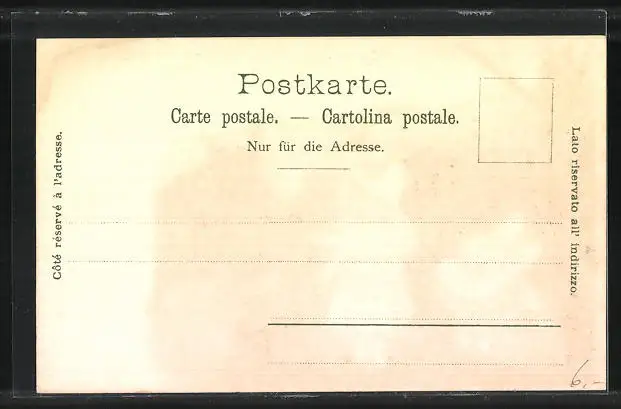 Postkarte.
Carte postale. — Cartolina postale.
Nur für die Adresse.
Côté réservé à l'adresse.
Lato riservato all' indirizzo.
6,-